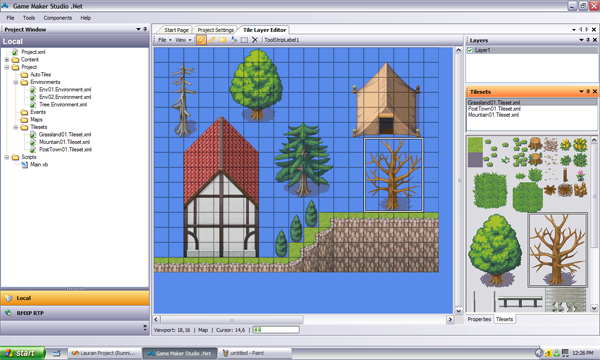 Game Maker Studio .Net
File Tools Components Help
Project Window
Local
Project.xml
Content
Project
Auto Tiles
Environments
Env01.Environment.xml
Env02.Environment.xml
Tree.Environment.xml
Events
Maps
Tilesets
Grassland01.Tileset.xml
Mountain01.Tileset.xml
PostTown01.Tileset.xml
Scripts
Main.vb
Local
RMXP RTP
Start Page Project Settings Tile Layer Editor
File View ToolStripLabel1
Viewport: 18,16 Map Cursor: 14,6
Layers
Layer1
Tilesets
Grassland01.Tileset.xml
PostTown01.Tileset.xml
Mountain01.Tileset.xml
Properties Tilesets
start
Lauran Project (Runni...
Game Maker Studio .Net
untitled - Paint
12:26 PM